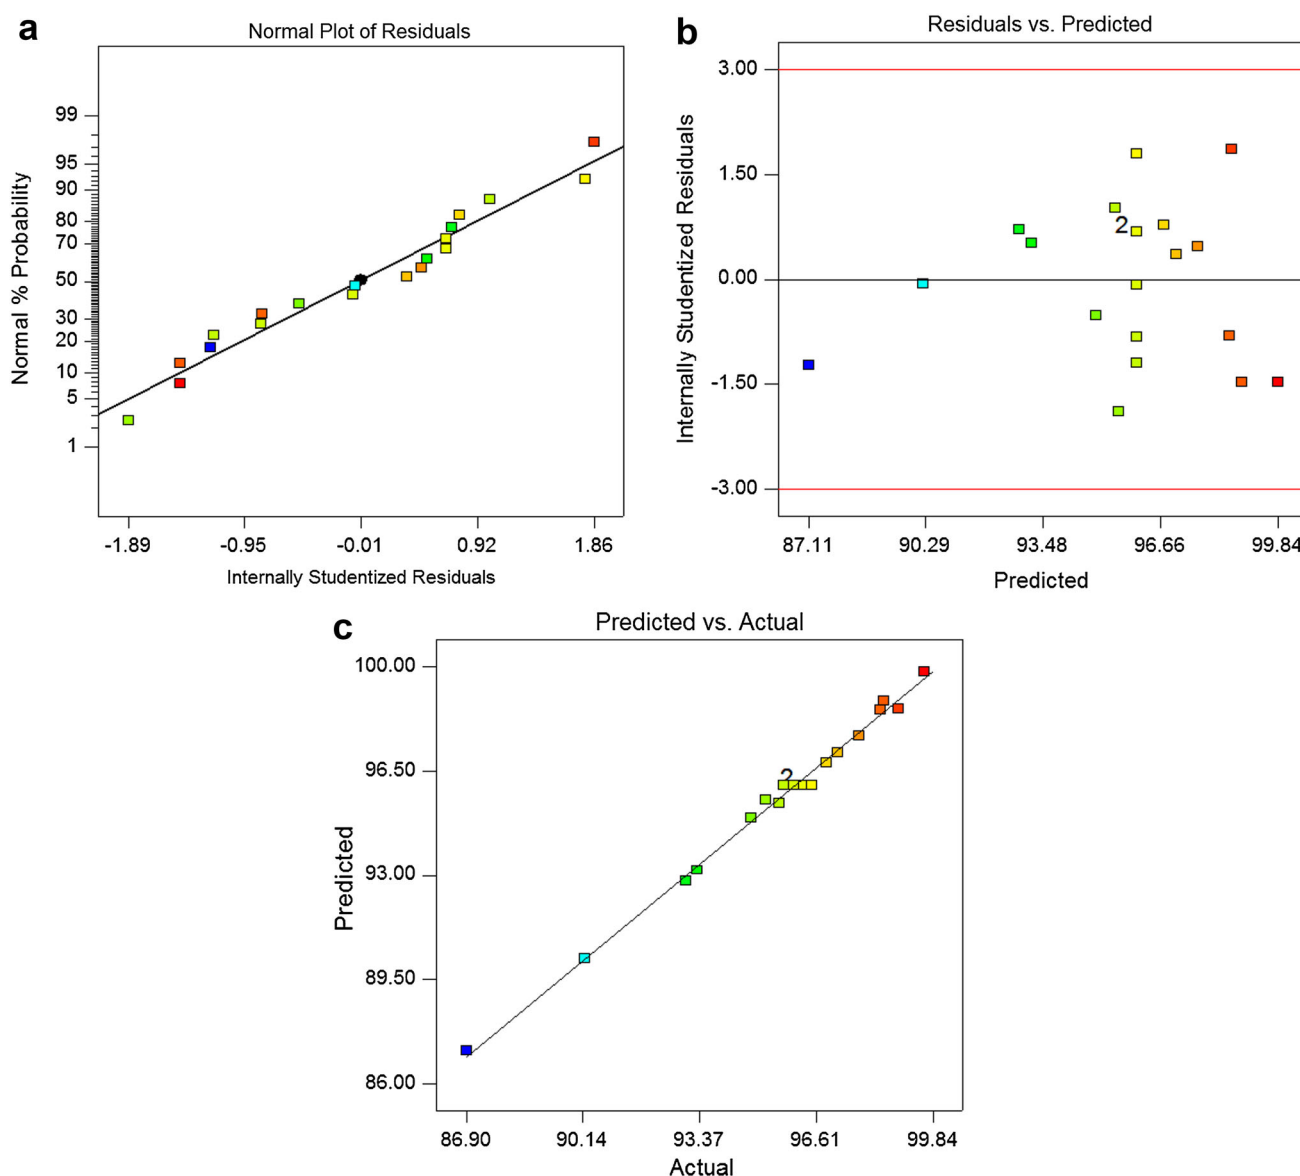 a
Normal Plot of Residuals
Normal % Probability
99
95
90
80
70
50
30
20
10
5
1
-1.89 -0.95 -0.01 0.92 1.86
Internally Studentized Residuals
b
Residuals vs. Predicted
Internally Studentized Residuals
3.00
1.50
0.00
-1.50
-3.00
2
87.11 90.29 93.48 96.66 99.84
Predicted
c
Predicted vs. Actual
Predicted
100.00
96.50
93.00
89.50
86.00
2
86.90 90.14 93.37 96.61 99.84
Actual